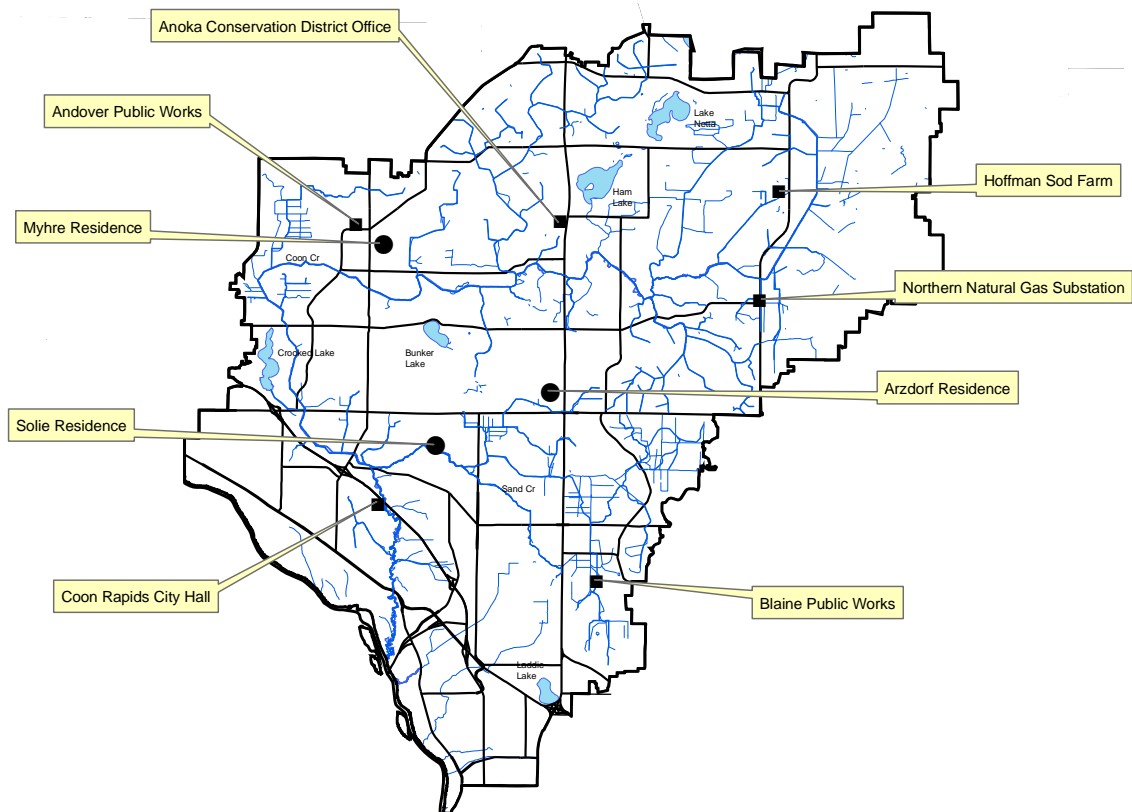 Anoka Conservation District Office
Andover Public Works
Lake
Netta
Hoffman Sod Farm
Ham
Lake
Myhre Residence
Coon Cr
Northern Natural Gas Substation
Crooked Lake
Bunker
Lake
Arzdorf Residence
Solie Residence
Sand Cr
Coon Rapids City Hall
Blaine Public Works
Laddie
Lake